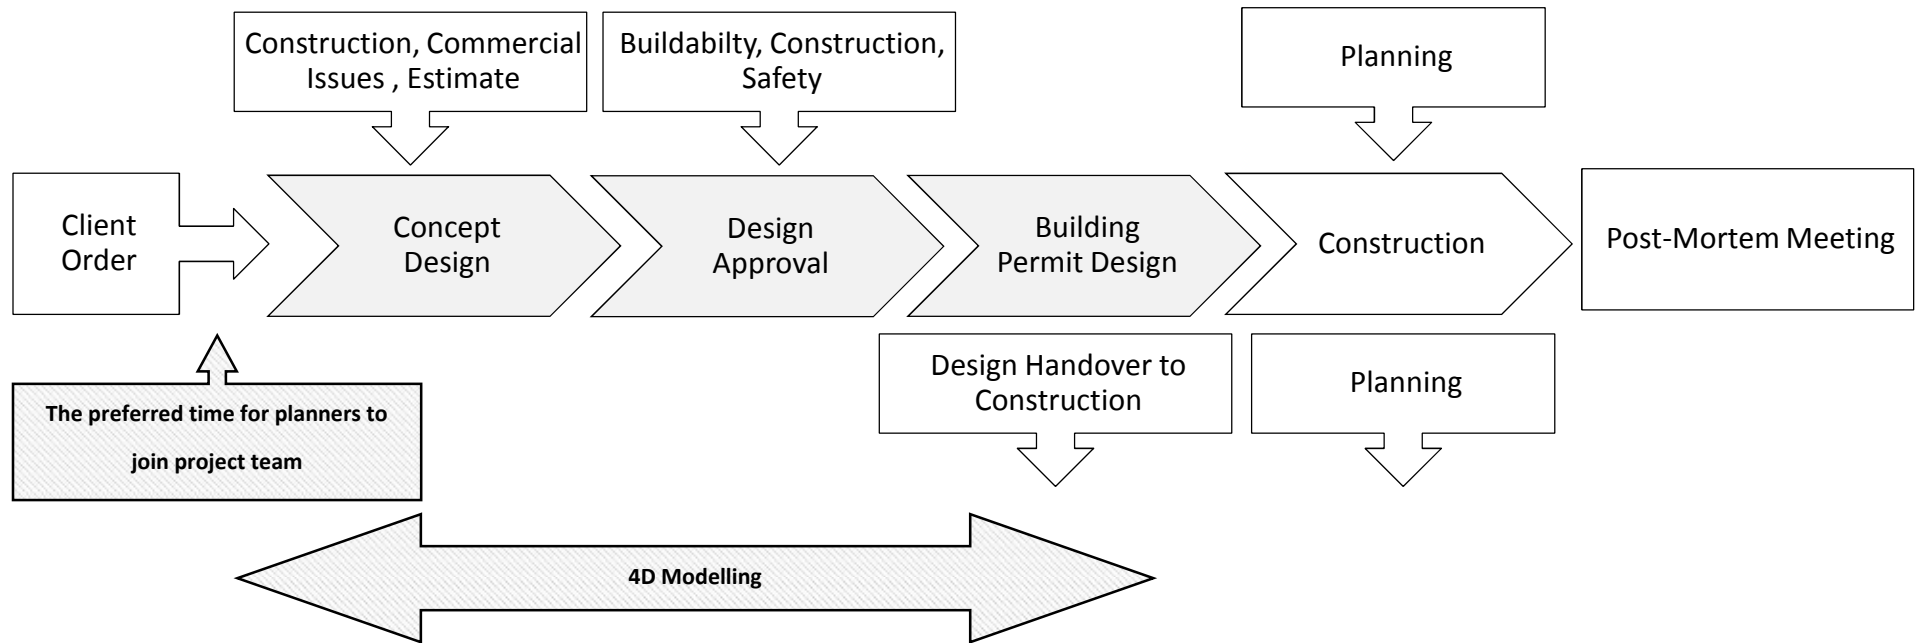 Construction, Commercial
Issues , Estimate
Buildabilty, Construction,
Safety
Planning
Client
Order
Concept
Design
Design
Approval
Building
Permit Design
Construction
Post-Mortem Meeting
The preferred time for planners to
join project team
Design Handover to
Construction
Planning
4D Modelling